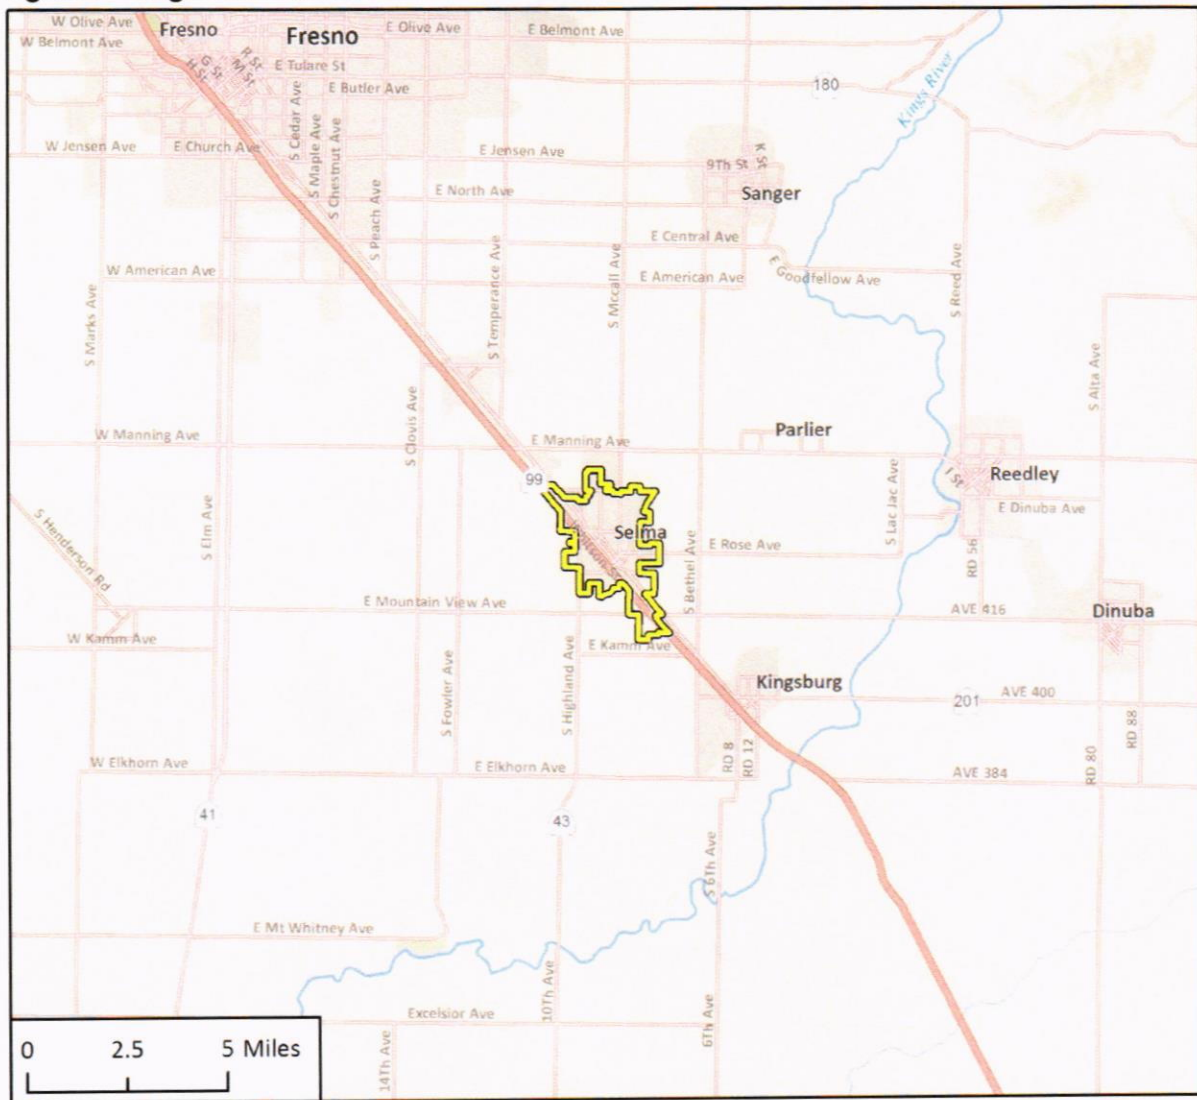 W Olive Ave
Fresno
Fresno
E Olive Ave
E Belmont Ave
W Belmont Ave
R St
G St
M St
H St
E Tulare St
E Butler Ave
180
Kings River
S Cedar Ave
S Maple Ave
S Chestnut Ave
W Jensen Ave
E Church Ave
E Jensen Ave
9Th St
K St
Sanger
E North Ave
S Peach Ave
E Central Ave
S Temperance Ave
S Mccall Ave
W American Ave
E American Ave
E Goodfellow Ave
S Reed Ave
S Marks Ave
S Alta Ave
S Clovis Ave
W Manning Ave
E Manning Ave
Parlier
99
S Lac Jac Ave
I St
Reedley
E Dinuba Ave
S Henderson Rd
S Elm Ave
Selma
E Rose Ave
S Bethel Ave
RD 56
E Mountain View Ave
AVE 416
Dinuba
W Kamm Ave
E Kamm Ave
S Fowler Ave
S Highland Ave
Kingsburg
AVE 400
201
RD 88
W Elkhorn Ave
E Elkhorn Ave
RD 8
RD 12
AVE 384
RD 80
41
43
S 6Th Ave
E Mt Whitney Ave
10Th Ave
6Th Ave
Excelsior Ave
14Th Ave
0 2.5 5 Miles